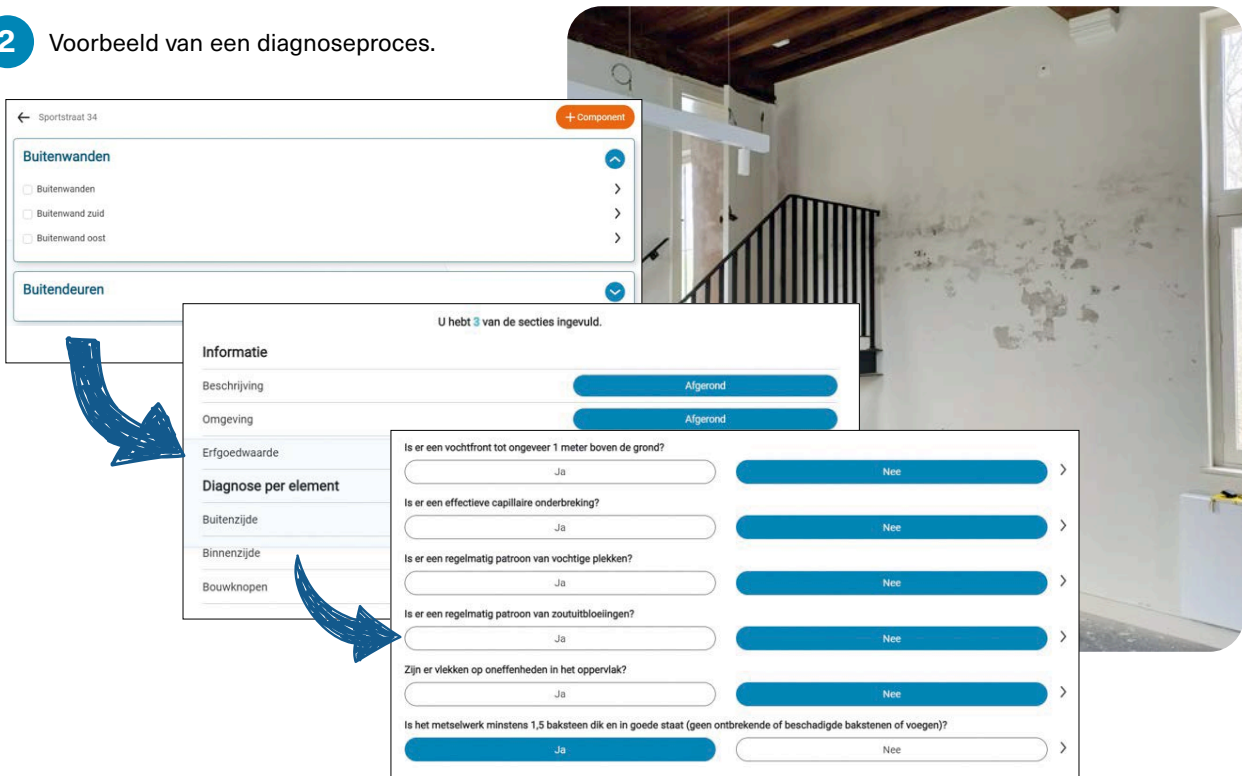 2 Voorbeeld van een diagnoseproces.
Sportstraat 34
+ Component
Buitenwanden
Buitenwanden
Buitenwand zuid
Buitenwand oost
Buitendeuren
U hebt 3 van de secties ingevuld.
Informatie
Beschrijving Afgerond
Omgeving Afgerond
Erfgoedwaarde
Diagnose per element
Buitenzijde
Binnenzijde
Bouwknopen
Is er een vochtfront tot ongeveer 1 meter boven de grond?
Ja Nee
Is er een effectieve capillaire onderbreking?
Ja Nee
Is er een regelmatig patroon van vochtige plekken?
Ja Nee
Is er een regelmatig patroon van zoutuitbloeiingen?
Ja Nee
Zijn er vlekken op oneffenheden in het oppervlak?
Ja Nee
Is het metselwerk minstens 1,5 baksteen dik en in goede staat (geen ontbrekende of beschadigde bakstenen of voegen)?
Ja Nee